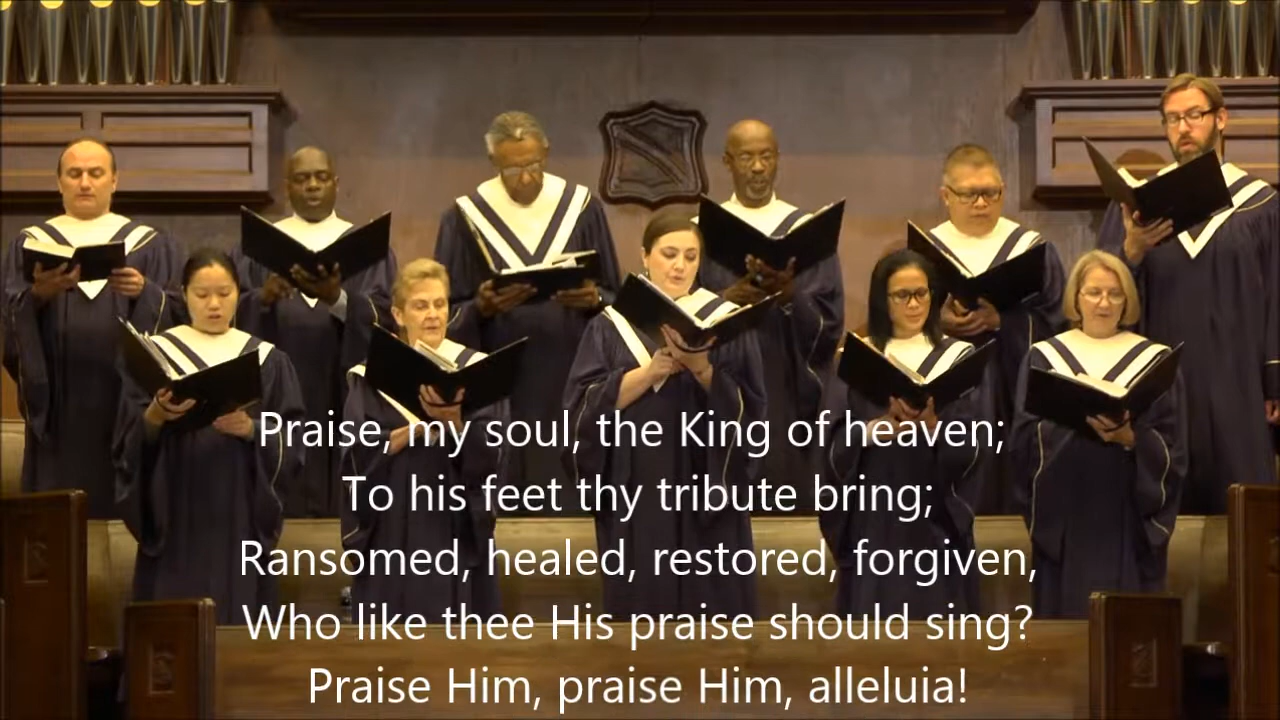 Praise, my soul, the King of heaven;
To his feet thy tribute bring;
Ransomed, healed, restored, forgiven,
Who like thee His praise should sing?
Praise Him, praise Him, alleluia!